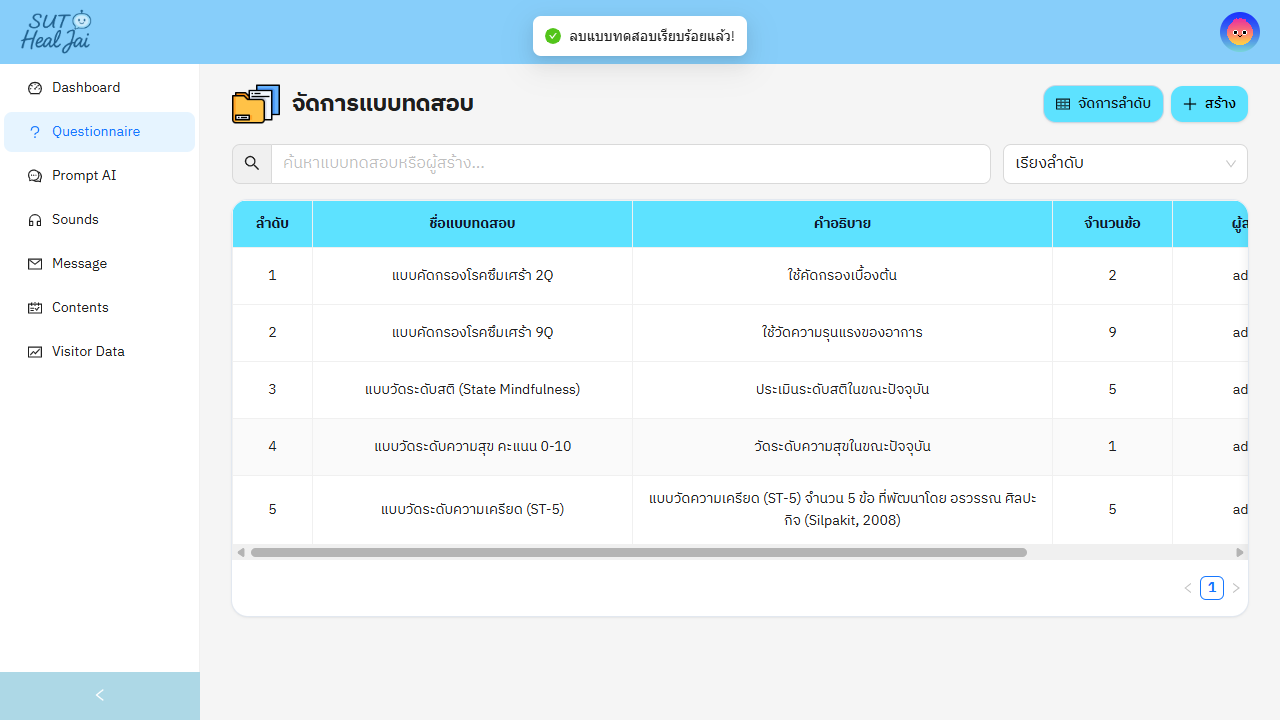 SUT
Heal Jai
ลบแบบทดสอบเรียบร้อยแล้ว!
Dashboard
Questionnaire
Prompt AI
Sounds
Message
Contents
Visitor Data
จัดการแบบทดสอบ
จัดการลำดับ
สร้าง
ค้นหาแบบทดสอบหรือผู้สร้าง...
เรียงลำดับ
ลำดับ ชื่อแบบทดสอบ คำอธิบาย จำนวนข้อ
1 แบบคัดกรองโรคซึมเศร้า 2Q ใช้คัดกรองเบื้องต้น 2 ad
2 แบบคัดกรองโรคซึมเศร้า 9Q ใช้วัดความรุนแรงของอาการ 9 ad
3 แบบวัดระดับสติ (State Mindfulness) ประเมินระดับสติในขณะปัจจุบัน 5 ad
4 แบบวัดระดับความสุข คะแนน 0-10 วัดระดับความสุขในขณะปัจจุบัน 1 ad
5 แบบวัดระดับความเครียด (ST-5) แบบวัดความเครียด (ST-5) จำนวน 5 ข้อ ที่พัฒนาโดย อรวรรณ ศิลปะ
กิจ (Silpakit, 2008) 5 ad
1